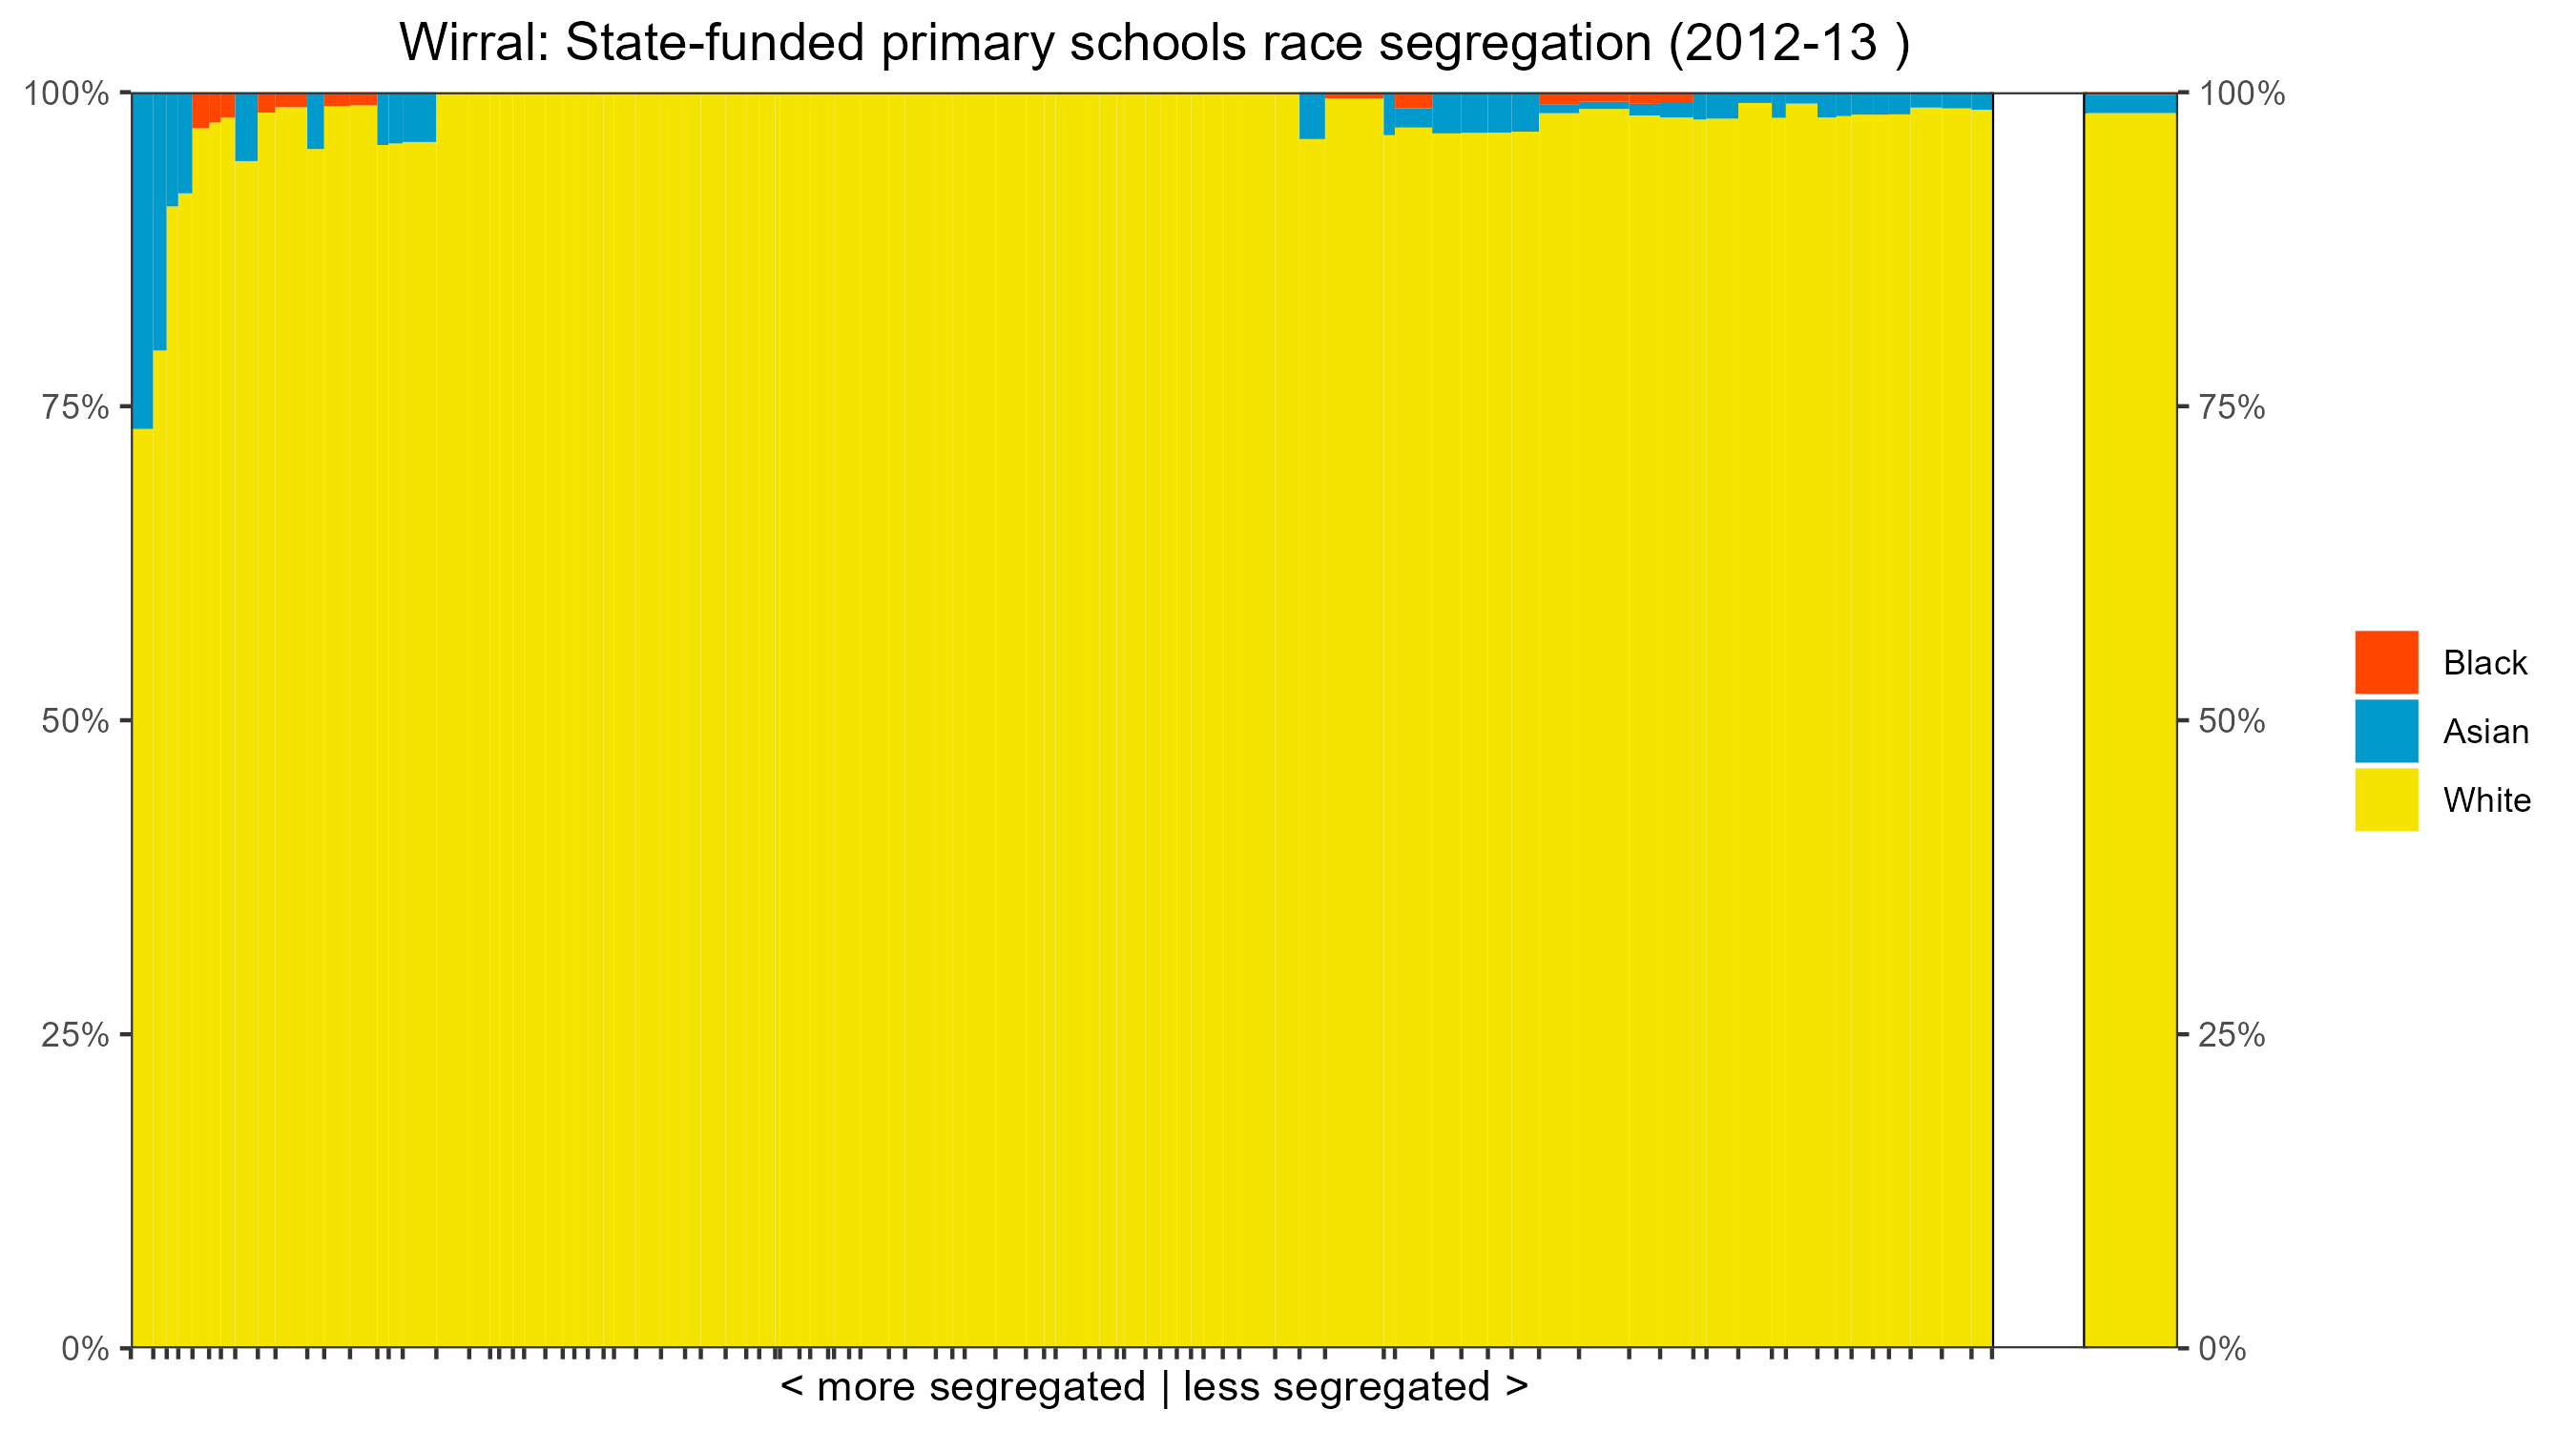 Wirral: State-funded primary schools race segregation (2012-13 )
100% 100%
75% 75%
50% 50%
25% 25%
0% 0%
Black
Asian
White
< more segregated | less segregated >